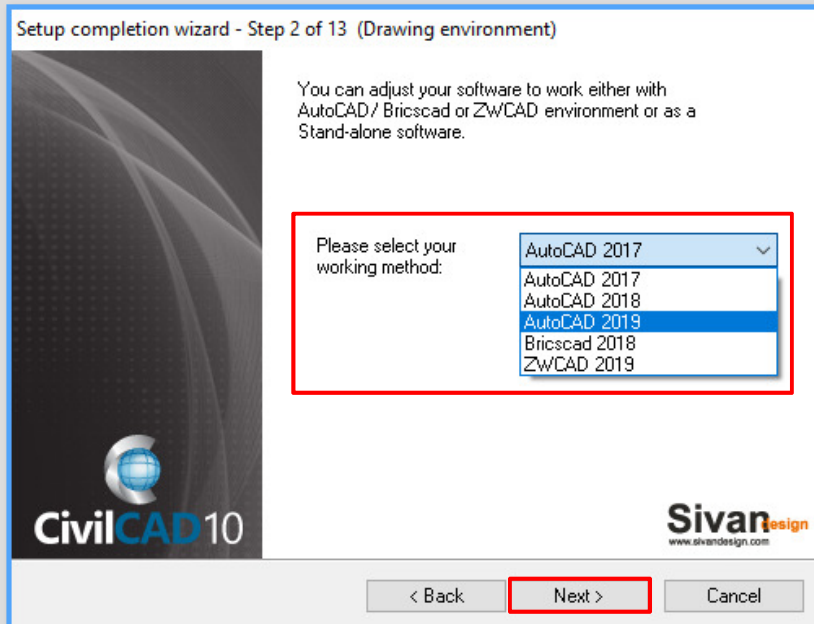 Setup completion wizard - Step 2 of 13 (Drawing environment)
You can adjust your software to work either with
AutoCAD/ Bricscad or ZWCAD environment or as a
Stand-alone software.
Please select your
working method:
AutoCAD 2017
AutoCAD 2017
AutoCAD 2018
AutoCAD 2019
Bricscad 2018
ZWCAD 2019
CivilCAD10
Sivan design
www.sivandesign.com
< Back
Next >
Cancel